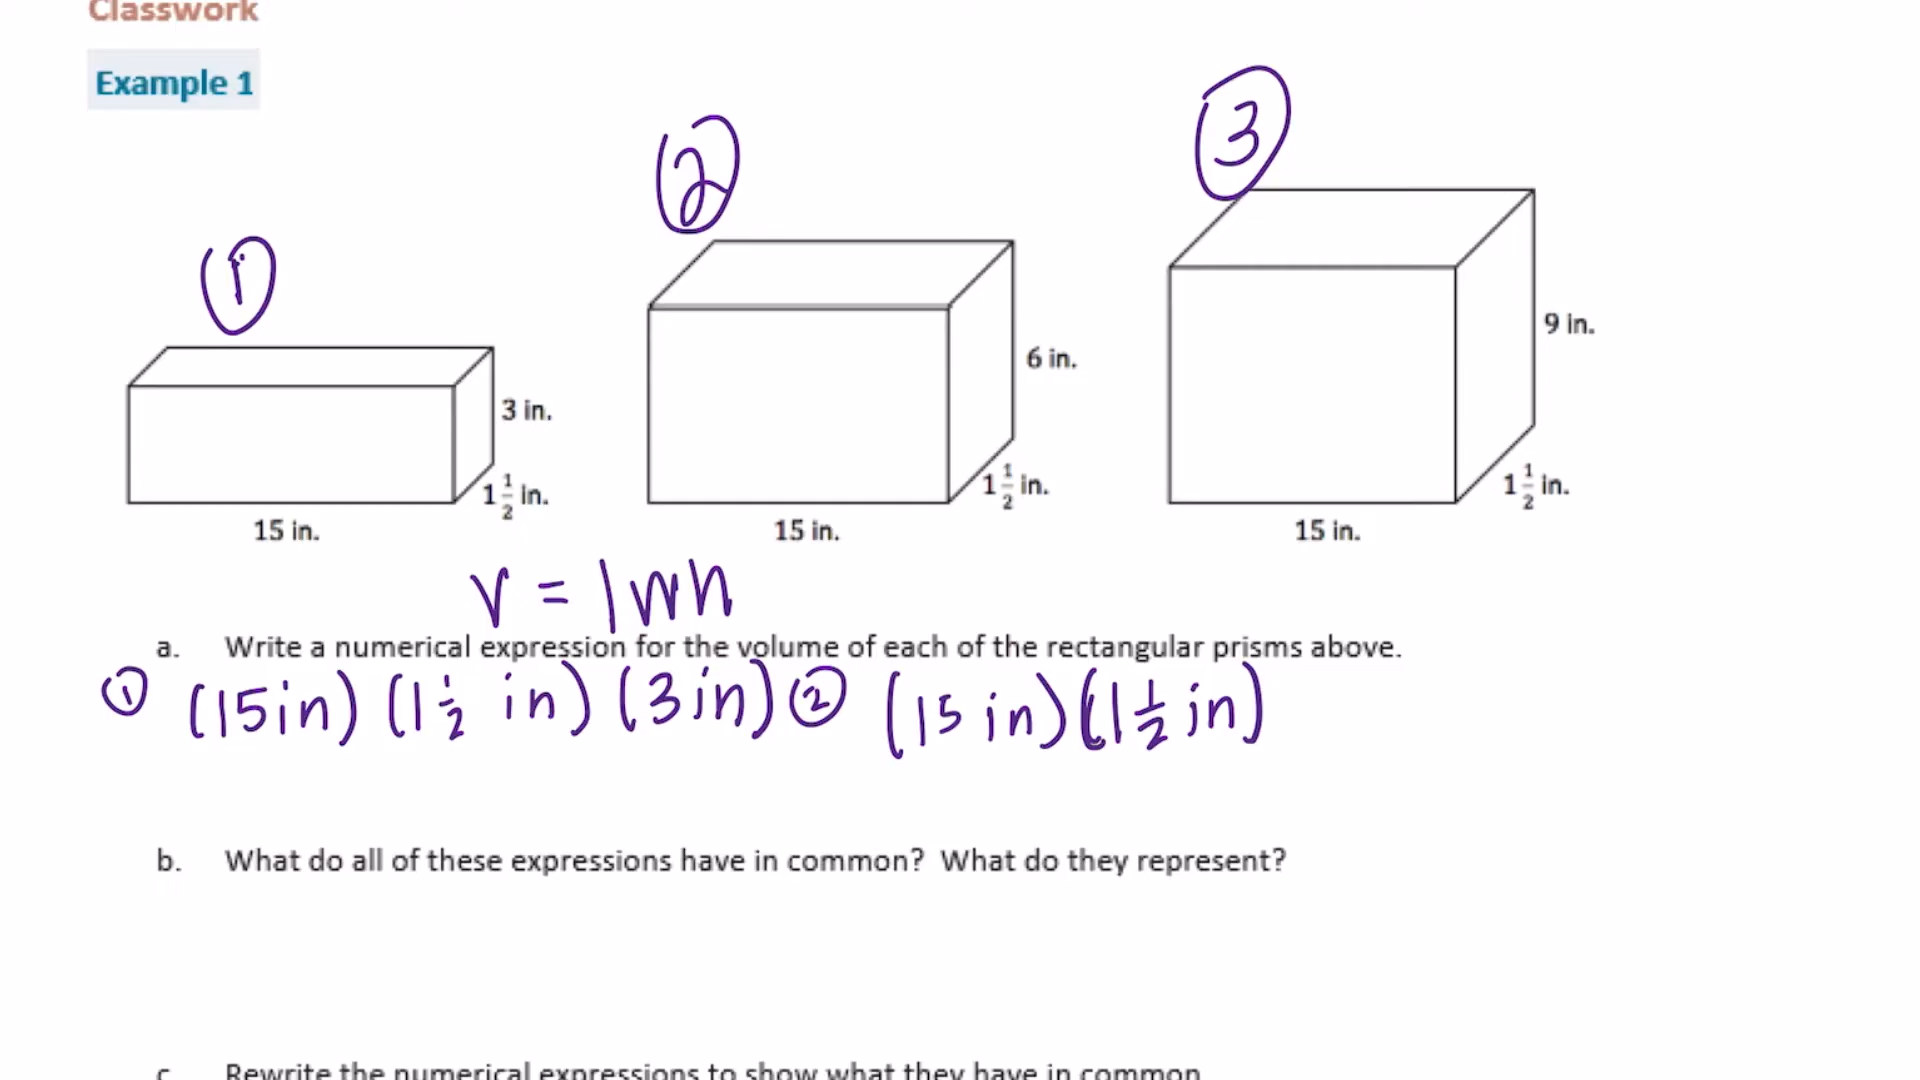 Classwork
Example 1
① ② ③
3 in.
1 1/2 in.
15 in.
6 in.
1 1/2 in.
15 in.
9 in.
1 1/2 in.
15 in.
V = lwh
a. Write a numerical expression for the volume of each of the rectangular prisms above.
① (15in) (1 1/2 in) (3in) ② (15 in)(1 1/2 in)
b. What do all of these expressions have in common? What do they represent?
c. Rewrite the numerical expressions to show what they have in common.